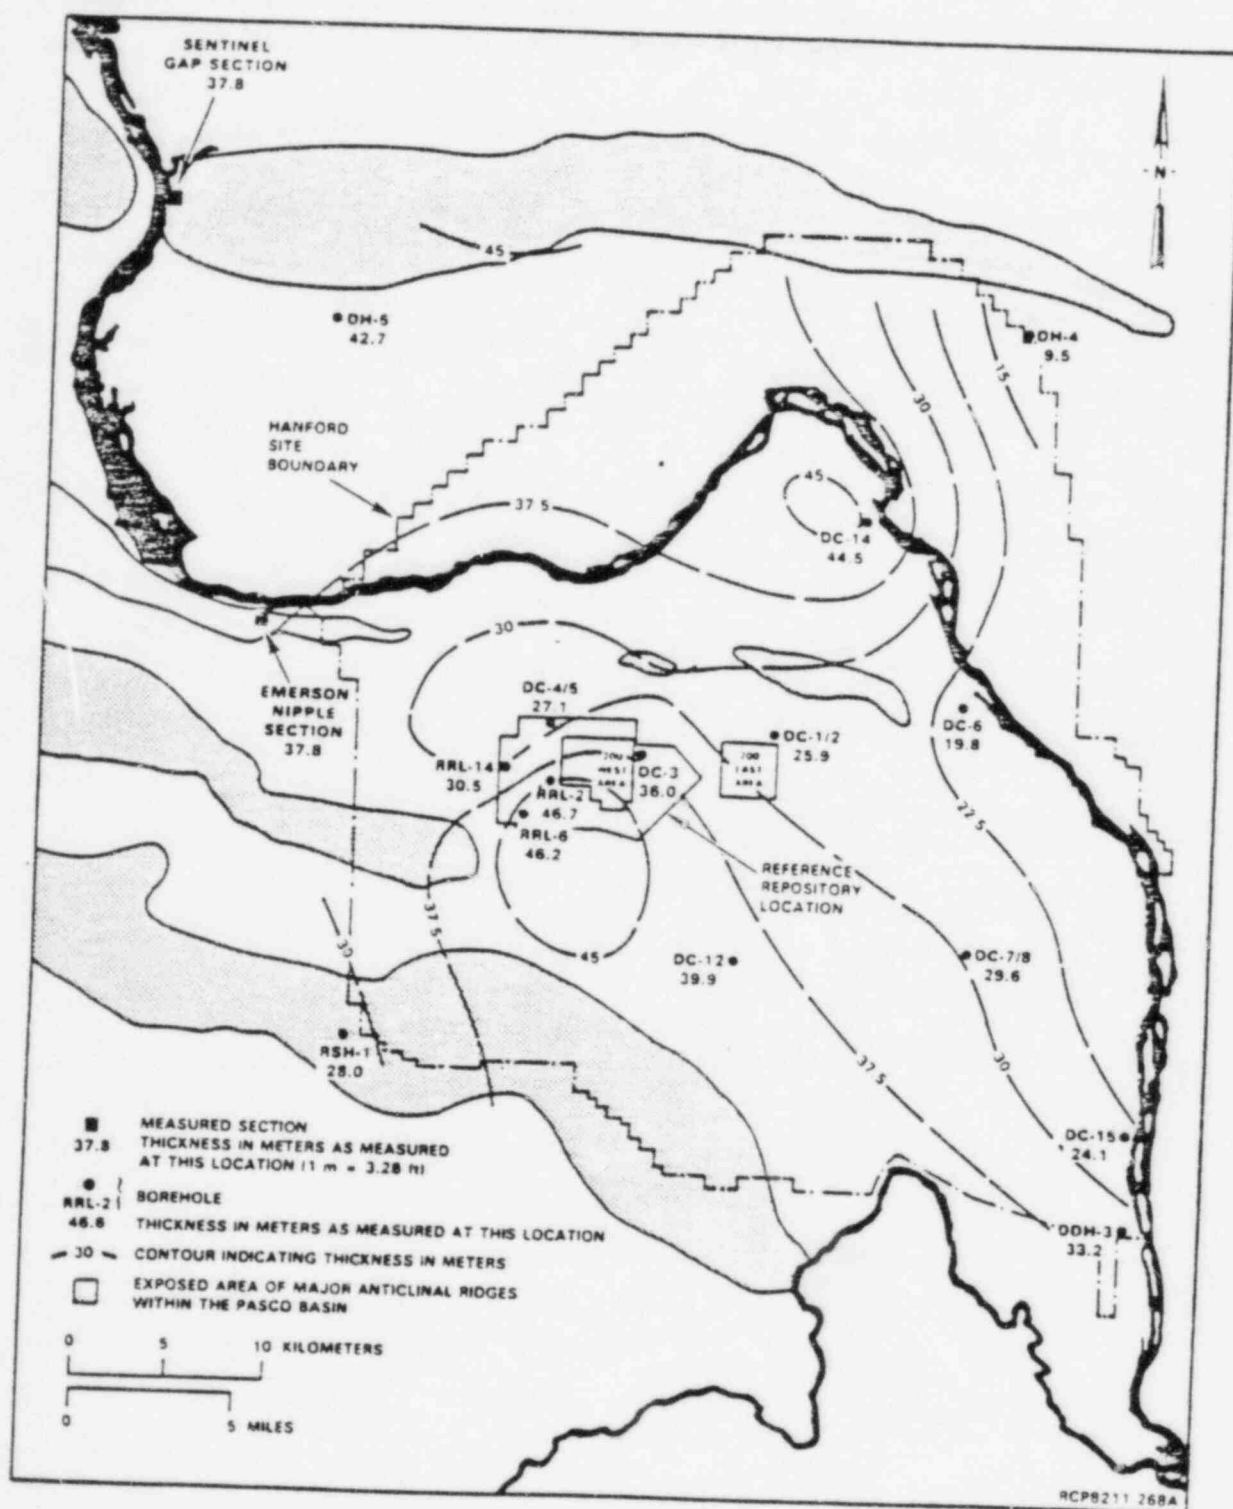 SENTINEL
GAP SECTION
37.8
N
45
DH-5
42.7
DH-4
9.5
15
30
HANFORD
SITE
BOUNDARY
37.5
45
DC-14
44.5
30
EMERSON
NIPPLE
SECTION
37.8
DC-4/5
27.1
DC-6
19.8
DC-1/2
25.9
RRL-14
30.5
200
WEST
AREA
DC-3
36.0
200
EAST
AREA
RRL-2
46.7
RRL-6
46.2
22.5
REFERENCE
REPOSITORY
LOCATION
37.5
30
45
DC-12
39.9
DC-7/8
29.6
RSH-1
28.0
37.5
30
DC-15
24.1
DDH-3
33.2
MEASURED SECTION
37.8 THICKNESS IN METERS AS MEASURED
AT THIS LOCATION (1 m = 3.28 ft)
RRL-2 BOREHOLE
46.6 THICKNESS IN METERS AS MEASURED AT THIS LOCATION
30 CONTOUR INDICATING THICKNESS IN METERS
EXPOSED AREA OF MAJOR ANTICLINAL RIDGES
WITHIN THE PASCO BASIN
0 5 10 KILOMETERS
0 5 MILES
RCP8211-268A